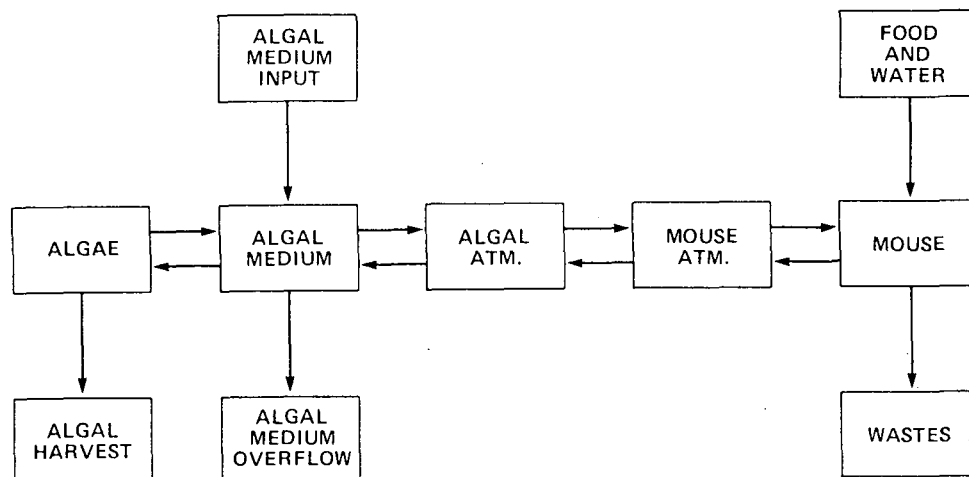 ALGAL
MEDIUM
INPUT
FOOD
AND
WATER
ALGAE
ALGAL
MEDIUM
ALGAL
ATM.
MOUSE
ATM.
MOUSE
ALGAL
HARVEST
ALGAL
MEDIUM
OVERFLOW
WASTES